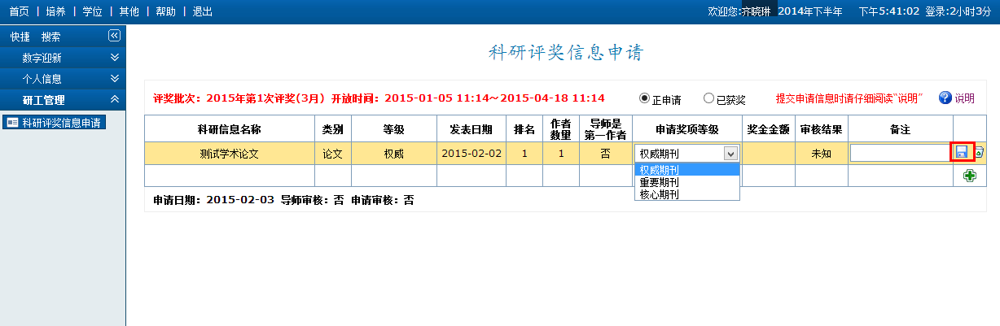 首页 | 培养 | 学位 | 其他 | 帮助 | 退出
欢迎您:齐晓琳 2014年下半年 下午5:41:02 登录:2小时3分
快捷 搜索
数字迎新
个人信息
研工管理
科研评奖信息申请
科研评奖信息申请
评奖批次：2015年第1次评奖(3月) 开放时间：2015-01-05 11:14～2015-04-18 11:14 正申请 已获奖 提交申请信息时请仔细阅读“说明” 说明
科研信息名称 类别 等级 发表日期 排名 作者数量 导师是第一作者 申请奖项等级 奖金金额 审核结果 备注
测试学术论文 论文 权威 2015-02-02 1 1 否 权威期刊 未知
权威期刊
重要期刊
核心期刊
申请日期：2015-02-03 导师审核：否 申请审核：否